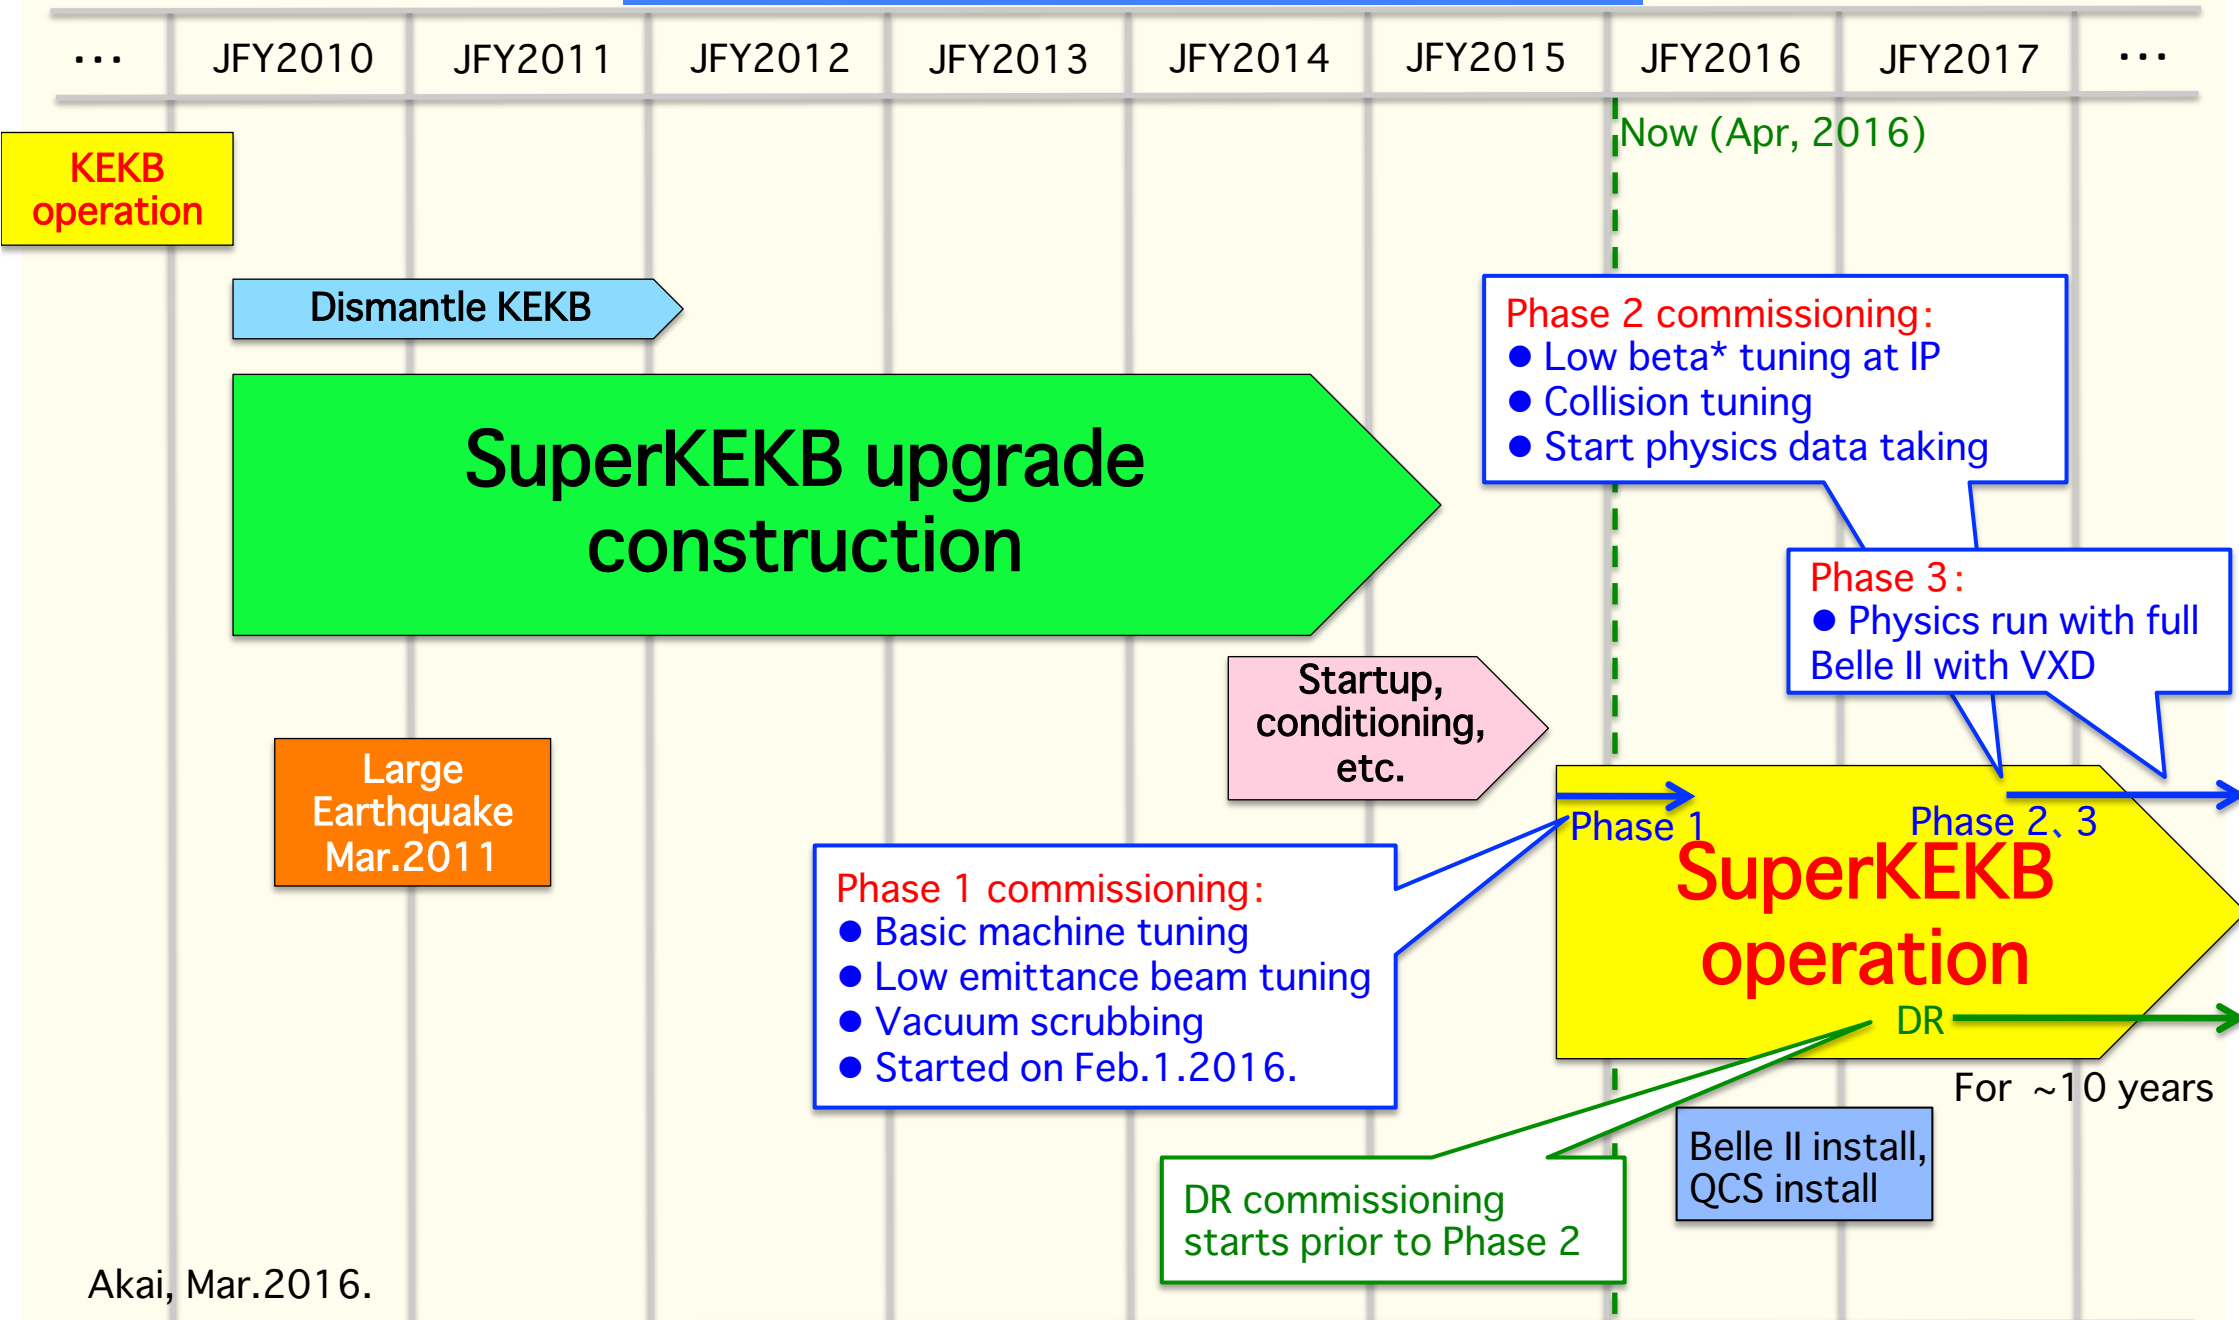 ... JFY2010 JFY2011 JFY2012 JFY2013 JFY2014 JFY2015 JFY2016 JFY2017 ...
Now (Apr, 2016)
KEKB
operation
Dismantle KEKB
SuperKEKB upgrade
construction
Phase 2 commissioning:
● Low beta* tuning at IP
● Collision tuning
● Start physics data taking
Phase 3:
● Physics run with full
Belle II with VXD
Startup,
conditioning,
etc.
Large
Earthquake
Mar.2011
Phase 1
Phase 2、3
SuperKEKB
operation
DR
Phase 1 commissioning:
● Basic machine tuning
● Low emittance beam tuning
● Vacuum scrubbing
● Started on Feb.1.2016.
For ~10 years
Belle II install,
QCS install
DR commissioning
starts prior to Phase 2
Akai, Mar.2016.